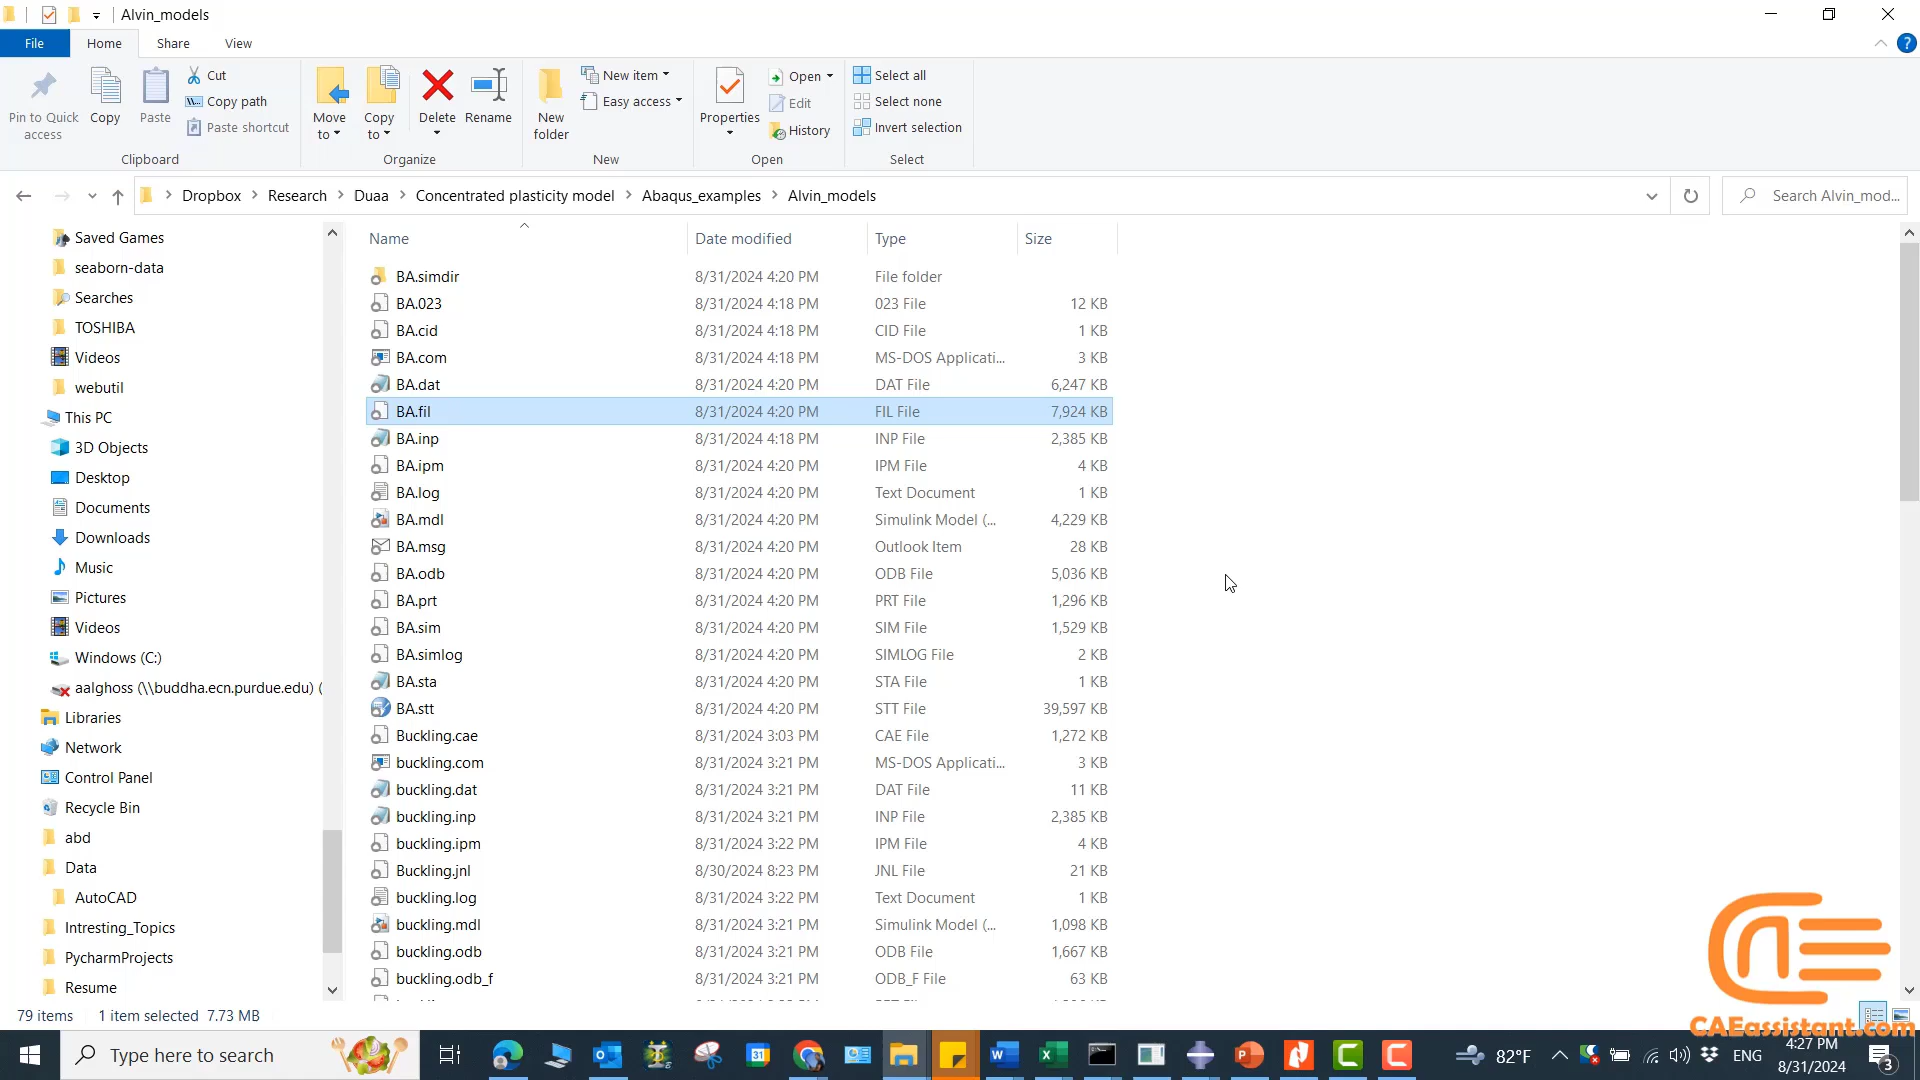 Alvin_models
File
Home
Share
View
Pin to Quick access
Copy
Paste
Cut
Copy path
Paste shortcut
Clipboard
Move to
Copy to
Delete
Rename
Organize
New folder
New item
Easy access
New
Properties
Open
Edit
History
Open
Select all
Select none
Invert selection
Select
Dropbox > Research > Duaa > Concentrated plasticity model > Abaqus_examples > Alvin_models
Search Alvin_mod...
Saved Games
seaborn-data
Searches
TOSHIBA
Videos
webutil
This PC
3D Objects
Desktop
Documents
Downloads
Music
Pictures
Videos
Windows (C:)
aalghoss (\\buddha.ecn.purdue.edu) (
Libraries
Network
Control Panel
Recycle Bin
abd
Data
AutoCAD
Intresting_Topics
PycharmProjects
Resume
Name Date modified Type Size
BA.simdir 8/31/2024 4:20 PM File folder
BA.023 8/31/2024 4:18 PM 023 File 12 KB
BA.cid 8/31/2024 4:18 PM CID File 1 KB
BA.com 8/31/2024 4:18 PM MS-DOS Applicati... 3 KB
BA.dat 8/31/2024 4:20 PM DAT File 6,247 KB
BA.fil 8/31/2024 4:20 PM FIL File 7,924 KB
BA.inp 8/31/2024 4:18 PM INP File 2,385 KB
BA.ipm 8/31/2024 4:20 PM IPM File 4 KB
BA.log 8/31/2024 4:20 PM Text Document 1 KB
BA.mdl 8/31/2024 4:20 PM Simulink Model (... 4,229 KB
BA.msg 8/31/2024 4:20 PM Outlook Item 28 KB
BA.odb 8/31/2024 4:20 PM ODB File 5,036 KB
BA.prt 8/31/2024 4:20 PM PRT File 1,296 KB
BA.sim 8/31/2024 4:20 PM SIM File 1,529 KB
BA.simlog 8/31/2024 4:20 PM SIMLOG File 2 KB
BA.sta 8/31/2024 4:20 PM STA File 1 KB
BA.stt 8/31/2024 4:20 PM STT File 39,597 KB
Buckling.cae 8/31/2024 3:03 PM CAE File 1,272 KB
buckling.com 8/31/2024 3:21 PM MS-DOS Applicati... 3 KB
buckling.dat 8/31/2024 3:21 PM DAT File 11 KB
buckling.inp 8/31/2024 3:21 PM INP File 2,385 KB
buckling.ipm 8/31/2024 3:22 PM IPM File 4 KB
Buckling.jnl 8/30/2024 8:23 PM JNL File 21 KB
buckling.log 8/31/2024 3:22 PM Text Document 1 KB
buckling.mdl 8/31/2024 3:21 PM Simulink Model (... 1,098 KB
buckling.odb 8/31/2024 3:21 PM ODB File 1,667 KB
buckling.odb_f 8/31/2024 3:21 PM ODB_F File 63 KB
79 items 1 item selected 7.73 MB
CAEassistant.com
Type here to search
82°F
ENG
4:27 PM
8/31/2024
3